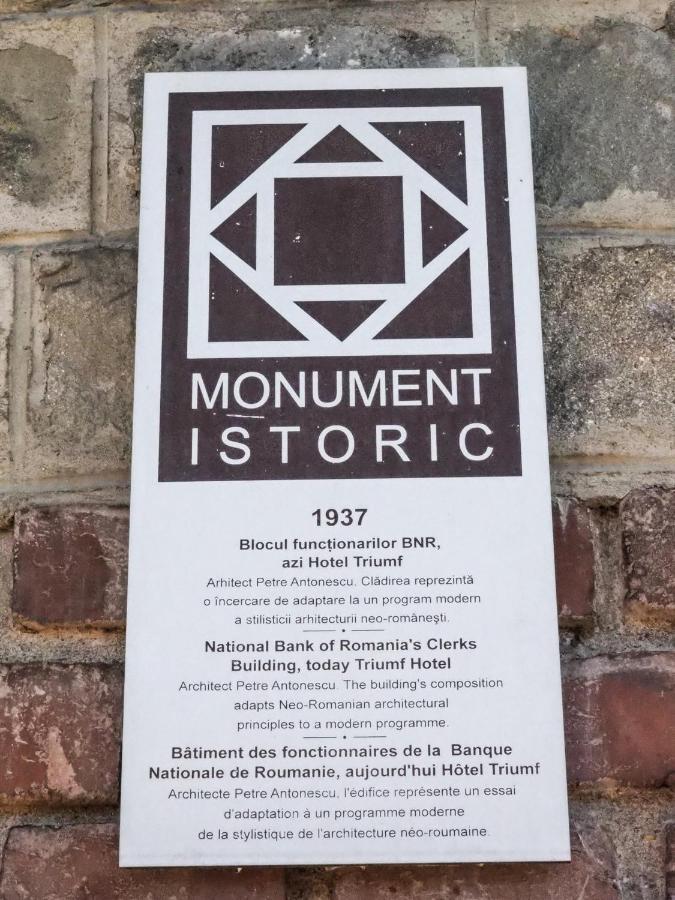 MONUMENT
ISTORIC
1937
Blocul funcționarilor BNR,
azi Hotel Triumf
Arhitect Petre Antonescu. Clădirea reprezintă
o încercare de adaptare la un program modern
a stilisticii arhitecturii neo-românești.
National Bank of Romania's Clerks
Building, today Triumf Hotel
Architect Petre Antonescu. The building's composition
adapts Neo-Romanian architectural
principles to a modern programme.
Bâtiment des fonctionnaires de la Banque
Nationale de Roumanie, aujourd'hui Hôtel Triumf
Architecte Petre Antonescu, l'édifice représente un essai
d'adaptation à un programme moderne
de la stylistique de l'architecture néo-roumaine.